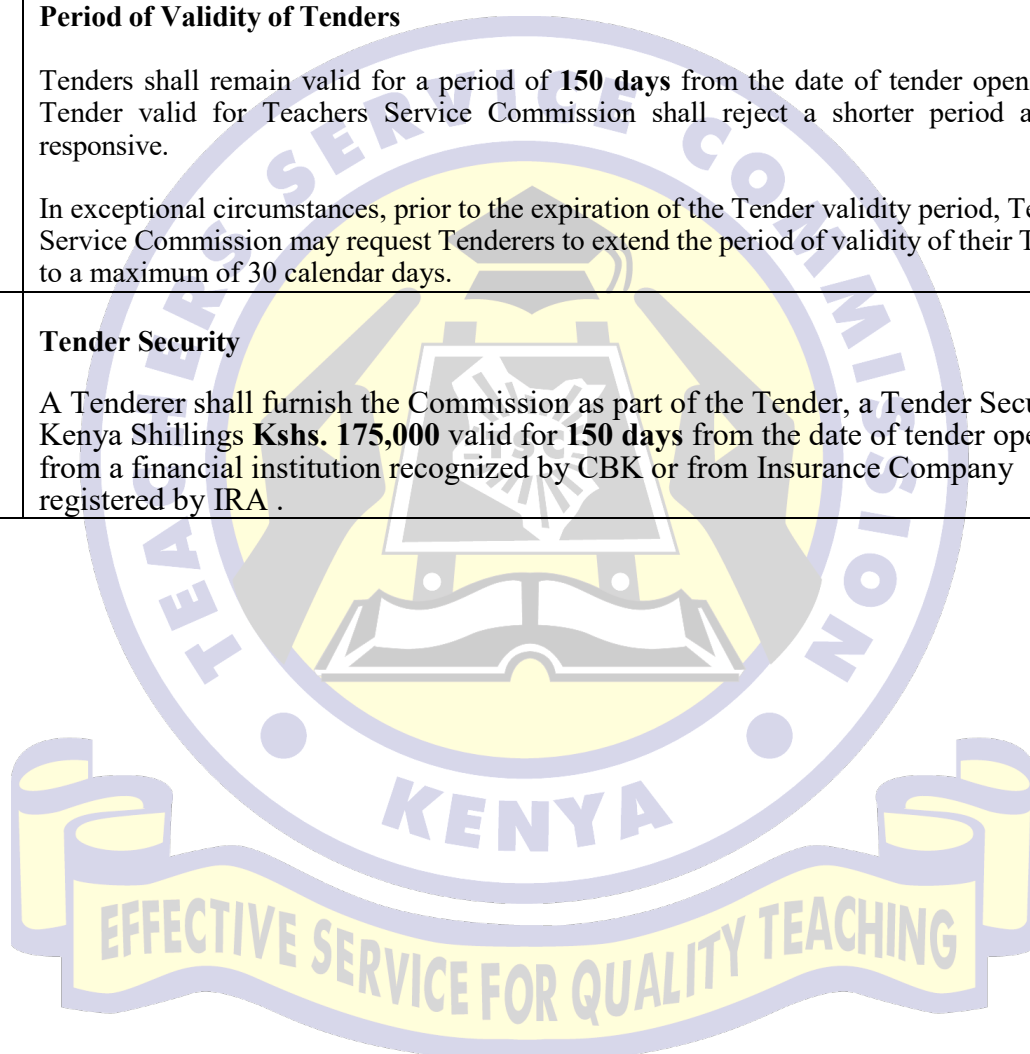 Period of Validity of Tenders
Tenders shall remain valid for a period of 150 days from the date of tender open
Tender valid for Teachers Service Commission shall reject a shorter period a
responsive.
In exceptional circumstances, prior to the expiration of the Tender validity period, Te
Service Commission may request Tenderers to extend the period of validity of their T
to a maximum of 30 calendar days.
Tender Security
A Tenderer shall furnish the Commission as part of the Tender, a Tender Secu
Kenya Shillings Kshs. 175,000 valid for 150 days from the date of tender ope
from a financial institution recognized by CBK or from Insurance Company
registered by IRA .
TEACHERS SERVICE COMMISSION
TSC
KENYA
EFFECTIVE SERVICE FOR QUALITY TEACHING